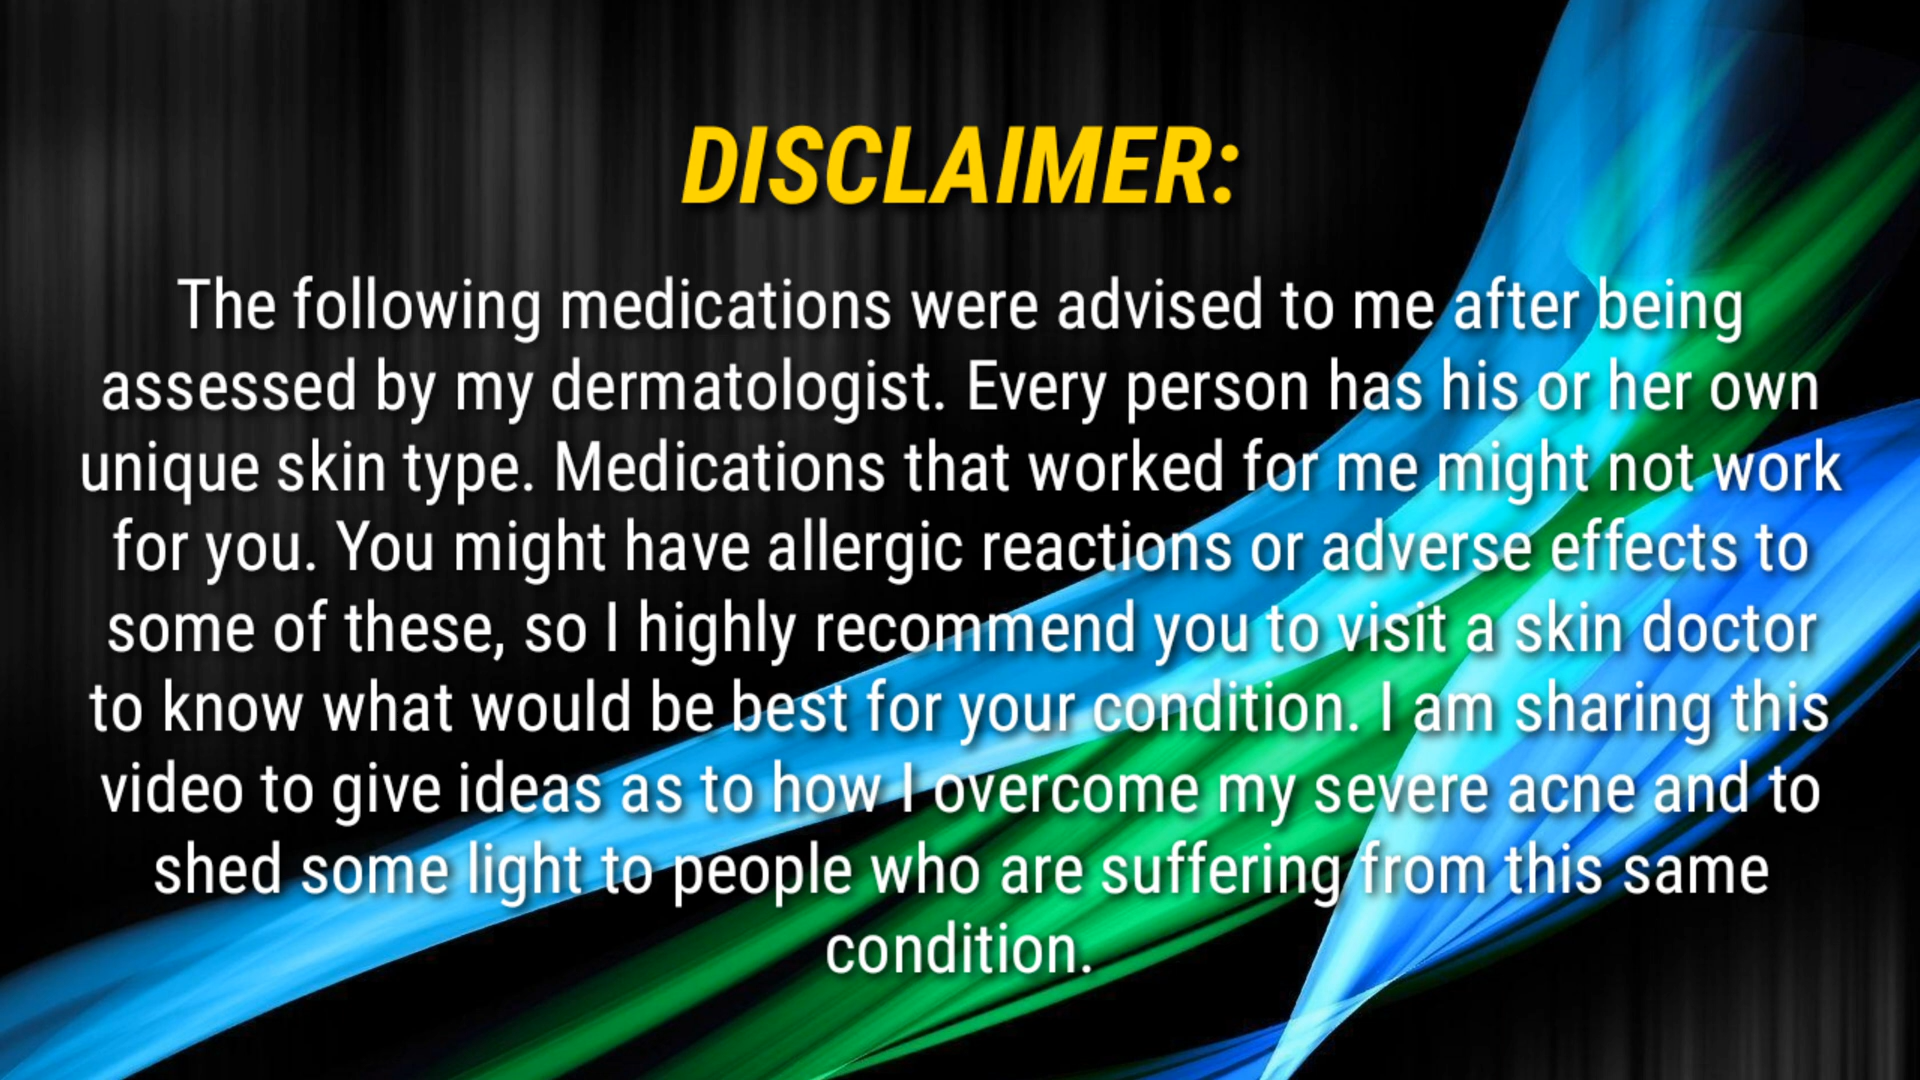 DISCLAIMER:
The following medications were advised to me after being
assessed by my dermatologist. Every person has his or her own
unique skin type. Medications that worked for me might not work
for you. You might have allergic reactions or adverse effects to
some of these, so I highly recommend you to visit a skin doctor
to know what would be best for your condition. I am sharing this
video to give ideas as to how I overcome my severe acne and to
shed some light to people who are suffering from this same
condition.